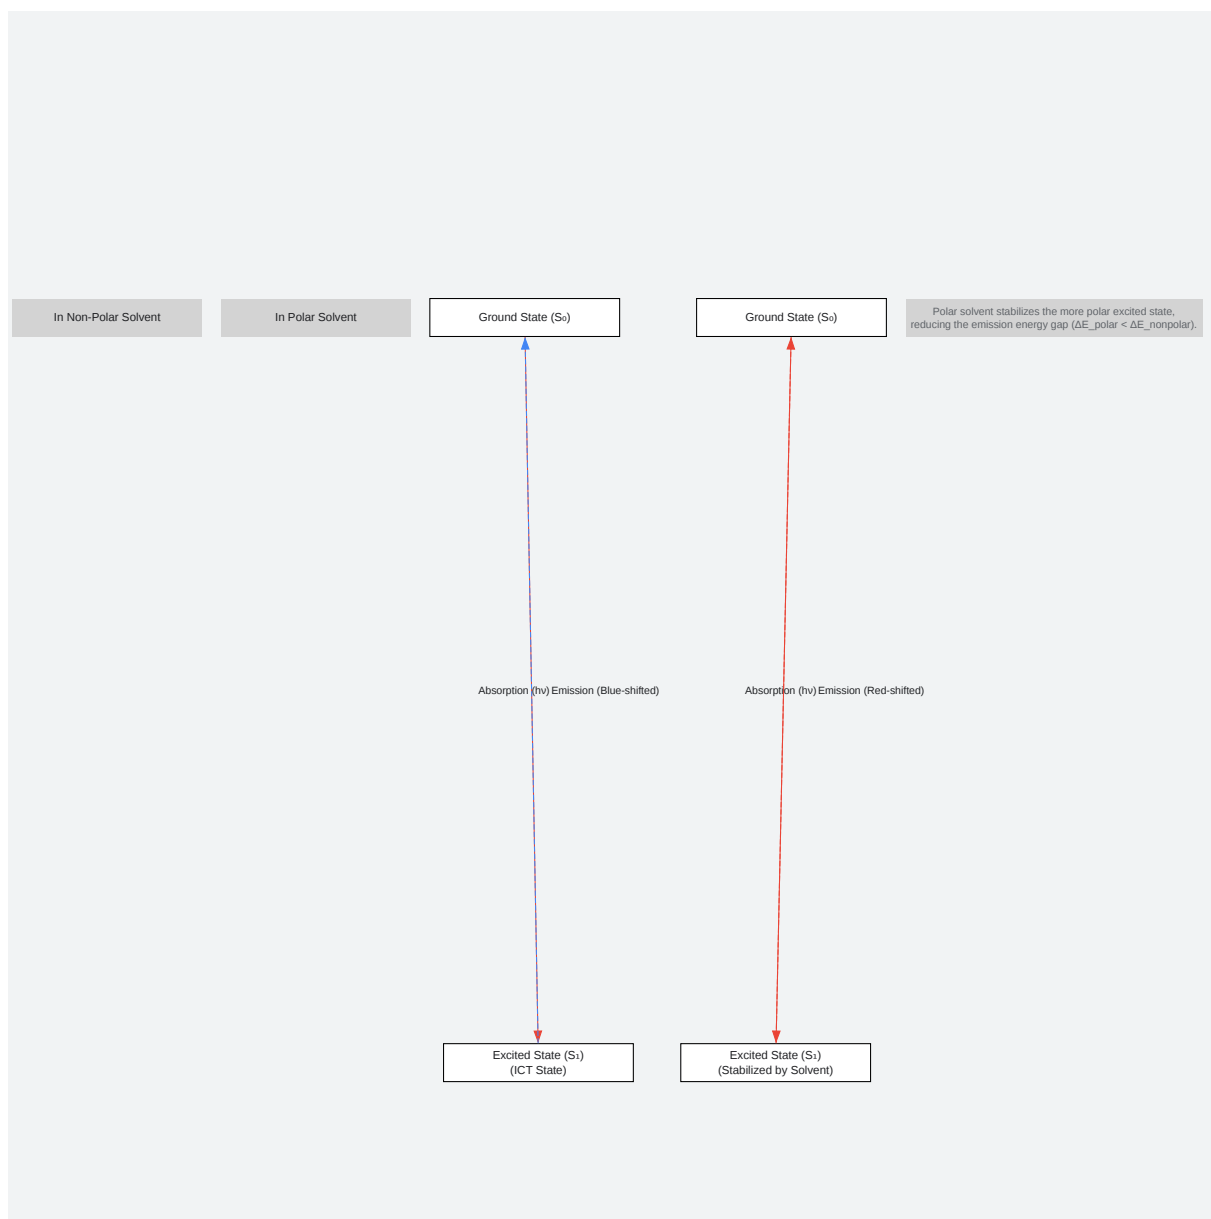 In Non-Polar Solvent
In Polar Solvent
Ground State (S₀)
Ground State (S₀)
Polar solvent stabilizes the more polar excited state,
reducing the emission energy gap (ΔE_polar < ΔE_nonpolar).
Absorption (hν)
Emission (Blue-shifted)
Absorption (hν)
Emission (Red-shifted)
Excited State (S₁)
(ICT State)
Excited State (S₁)
(Stabilized by Solvent)